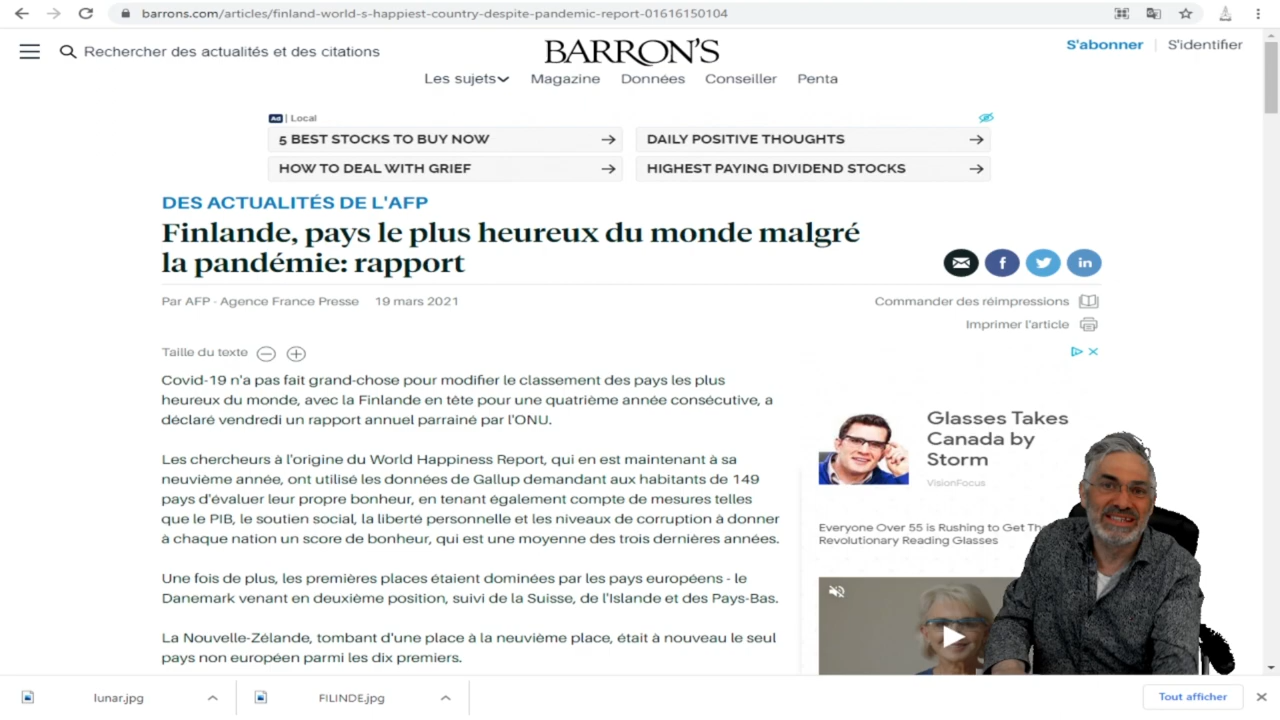 barrons.com/articles/finland-world-s-happiest-country-despite-pandemic-report-01616150104
Rechercher des actualités et des citations
BARRON'S
S'abonner | S'identifier
Les sujets Magazine Données Conseiller Penta
Ad | Local
5 BEST STOCKS TO BUY NOW
DAILY POSITIVE THOUGHTS
HOW TO DEAL WITH GRIEF
HIGHEST PAYING DIVIDEND STOCKS
DES ACTUALITÉS DE L'AFP
Finlande, pays le plus heureux du monde malgré
la pandémie: rapport
Par AFP - Agence France Presse 19 mars 2021
Commander des réimpressions
Imprimer l'article
Taille du texte
Covid-19 n'a pas fait grand-chose pour modifier le classement des pays les plus
heureux du monde, avec la Finlande en tête pour une quatrième année consécutive, a
déclaré vendredi un rapport annuel parrainé par l'ONU.
Les chercheurs à l'origine du World Happiness Report, qui en est maintenant à sa
neuvième année, ont utilisé les données de Gallup demandant aux habitants de 149
pays d'évaluer leur propre bonheur, en tenant également compte de mesures telles
que le PIB, le soutien social, la liberté personnelle et les niveaux de corruption à donner
à chaque nation un score de bonheur, qui est une moyenne des trois dernières années.
Une fois de plus, les premières places étaient dominées par les pays européens - le
Danemark venant en deuxième position, suivi de la Suisse, de l'Islande et des Pays-Bas.
La Nouvelle-Zélande, tombant d'une place à la neuvième place, était à nouveau le seul
pays non européen parmi les dix premiers.
Glasses Takes
Canada by
Storm
VisionFocus
Everyone Over 55 is Rushing to Get
Revolutionary Reading Glasses
lunar.jpg
FILINDE.jpg
Tout afficher